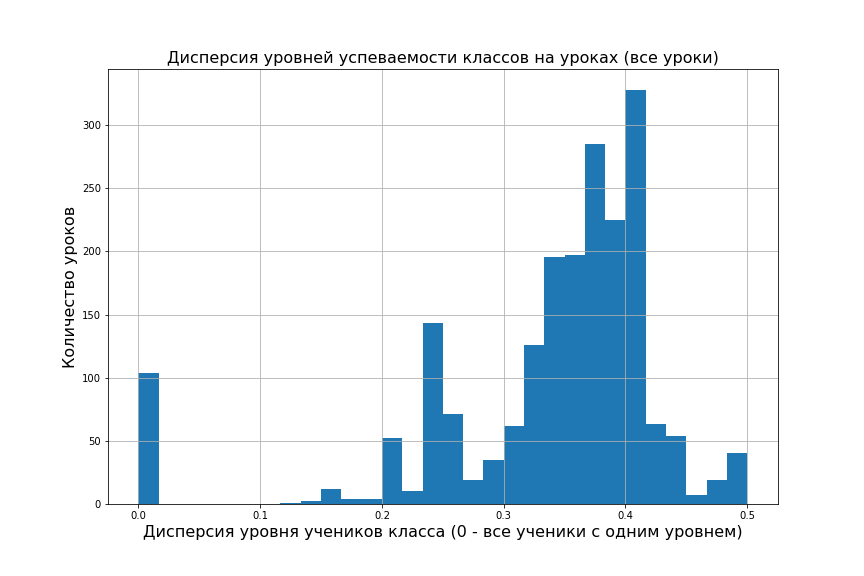 Дисперсия уровней успеваемости классов на уроках (все уроки)
Количество уроков
300
250
200
150
100
50
0
0.0 0.1 0.2 0.3 0.4 0.5
Дисперсия уровня учеников класса (0 - все ученики с одним уровнем)